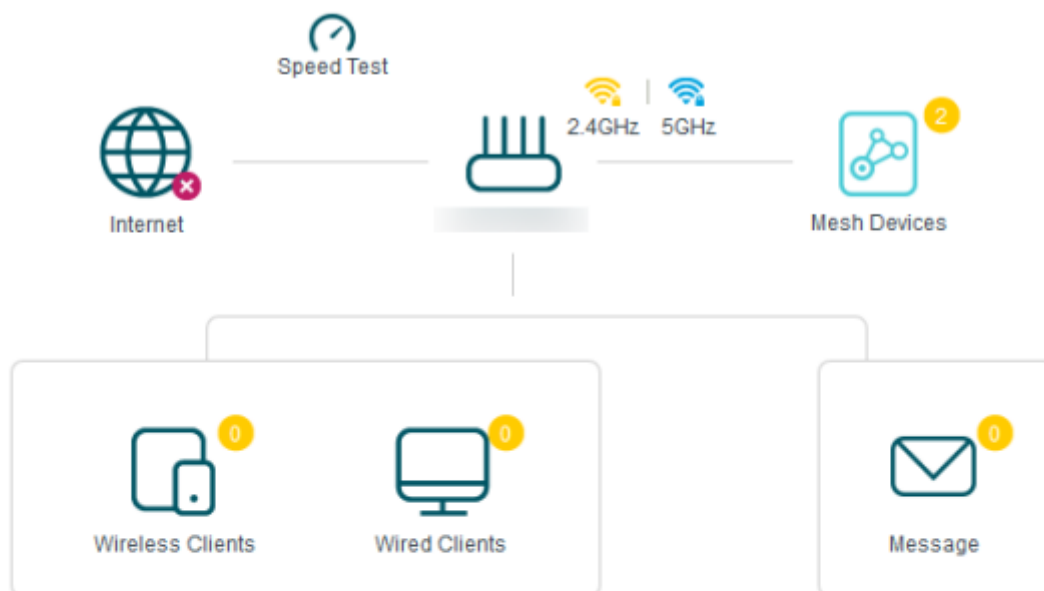 Speed Test
2.4GHz 5GHz
2
Internet
Mesh Devices
0
0
0
Wireless Clients
Wired Clients
Message